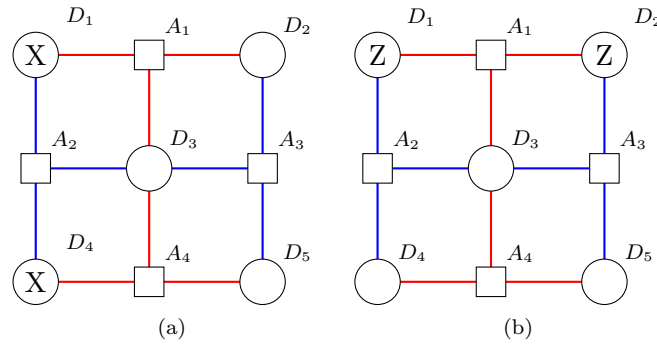 D₁ A₁ D₂ D₁ A₁ D₂
X Z Z
A₂ D₃ A₃ A₂ D₃ A₃
D₄ A₄ D₅ D₄ A₄ D₅
X
(a) (b)